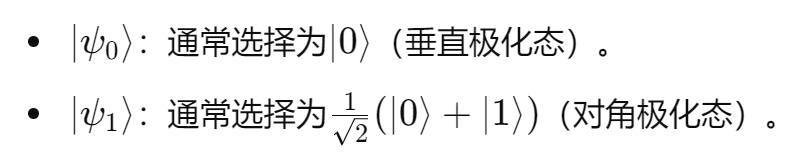 • |ψ₀⟩：通常选择为|0⟩（垂直极化态）。
• |ψ₁⟩：通常选择为 1/√2 (|0⟩ + |1⟩)（对角极化态）。